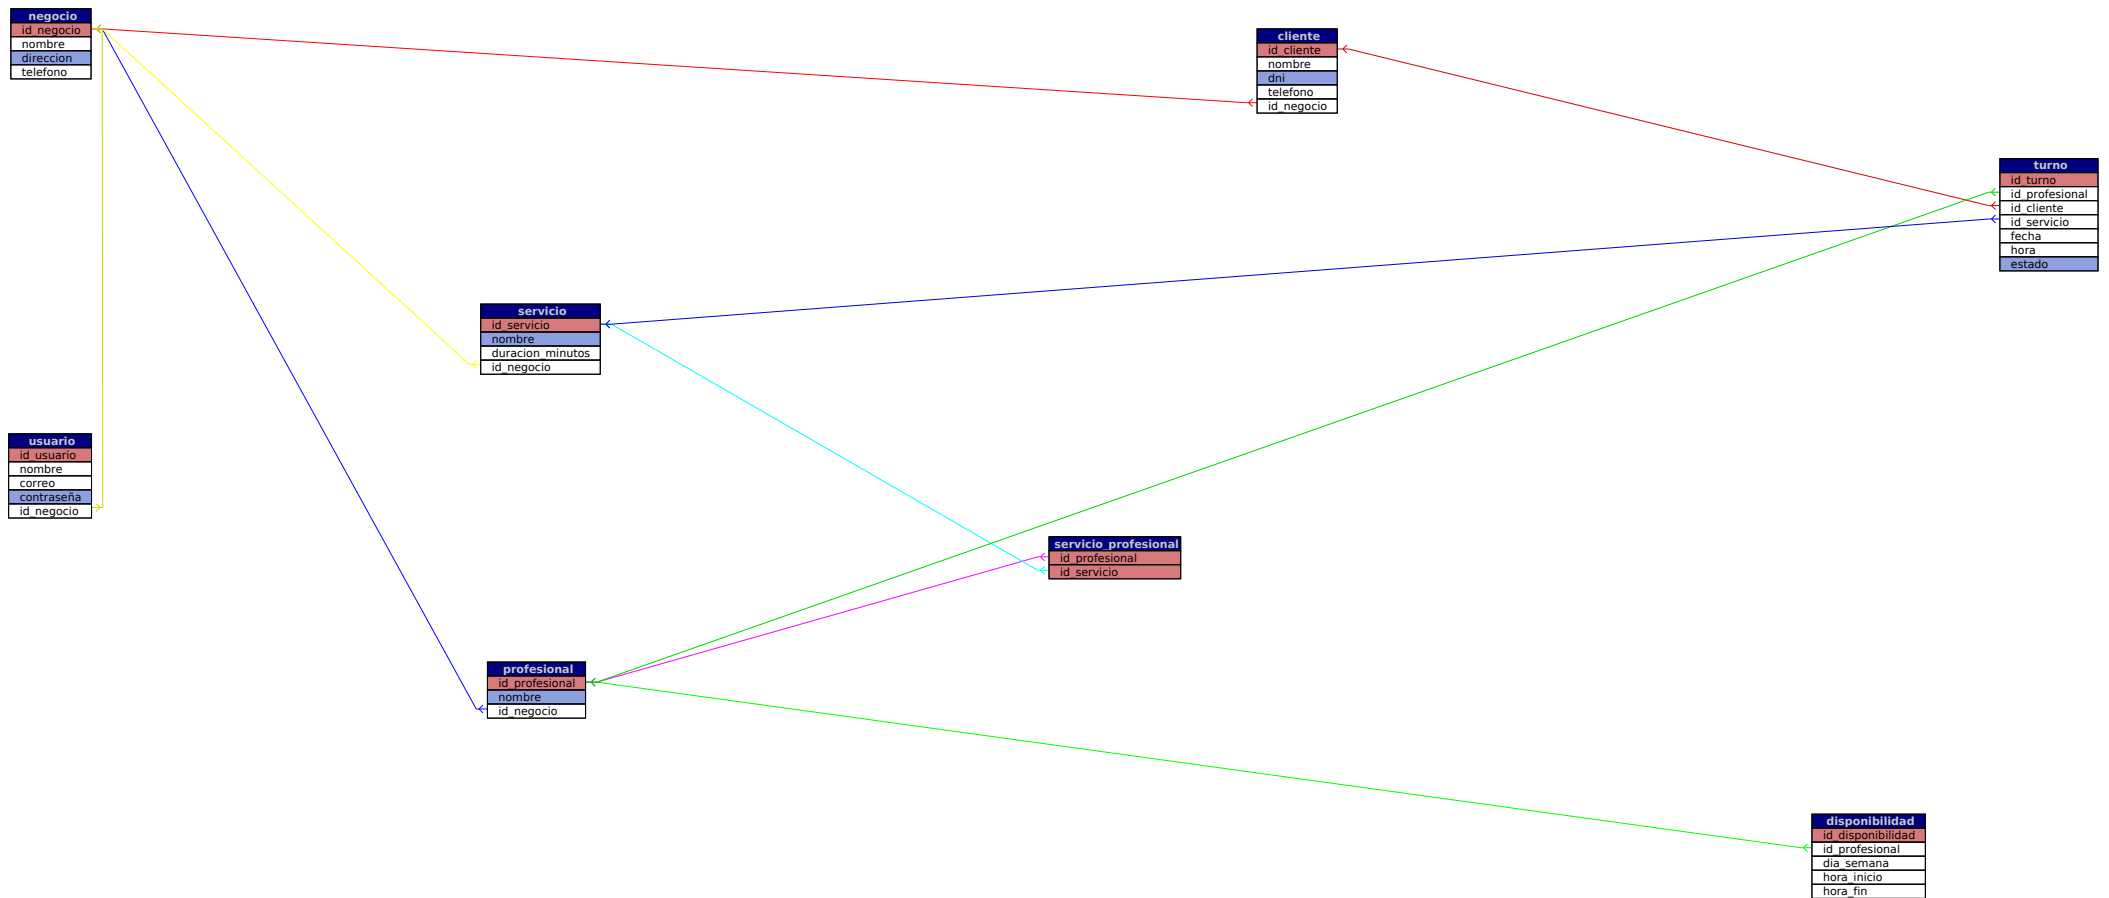 negocio
id_negocio
nombre
direccion
telefono
cliente
id_cliente
nombre
dni
telefono
id_negocio
turno
id_turno
id_profesional
id_cliente
id_servicio
fecha
hora
estado
servicio
id_servicio
nombre
duracion_minutos
id_negocio
usuario
id_usuario
nombre
correo
contraseña
id_negocio
servicio_profesional
id_profesional
id_servicio
profesional
id_profesional
nombre
id_negocio
disponibilidad
id_disponibilidad
id_profesional
dia_semana
hora_inicio
hora_fin